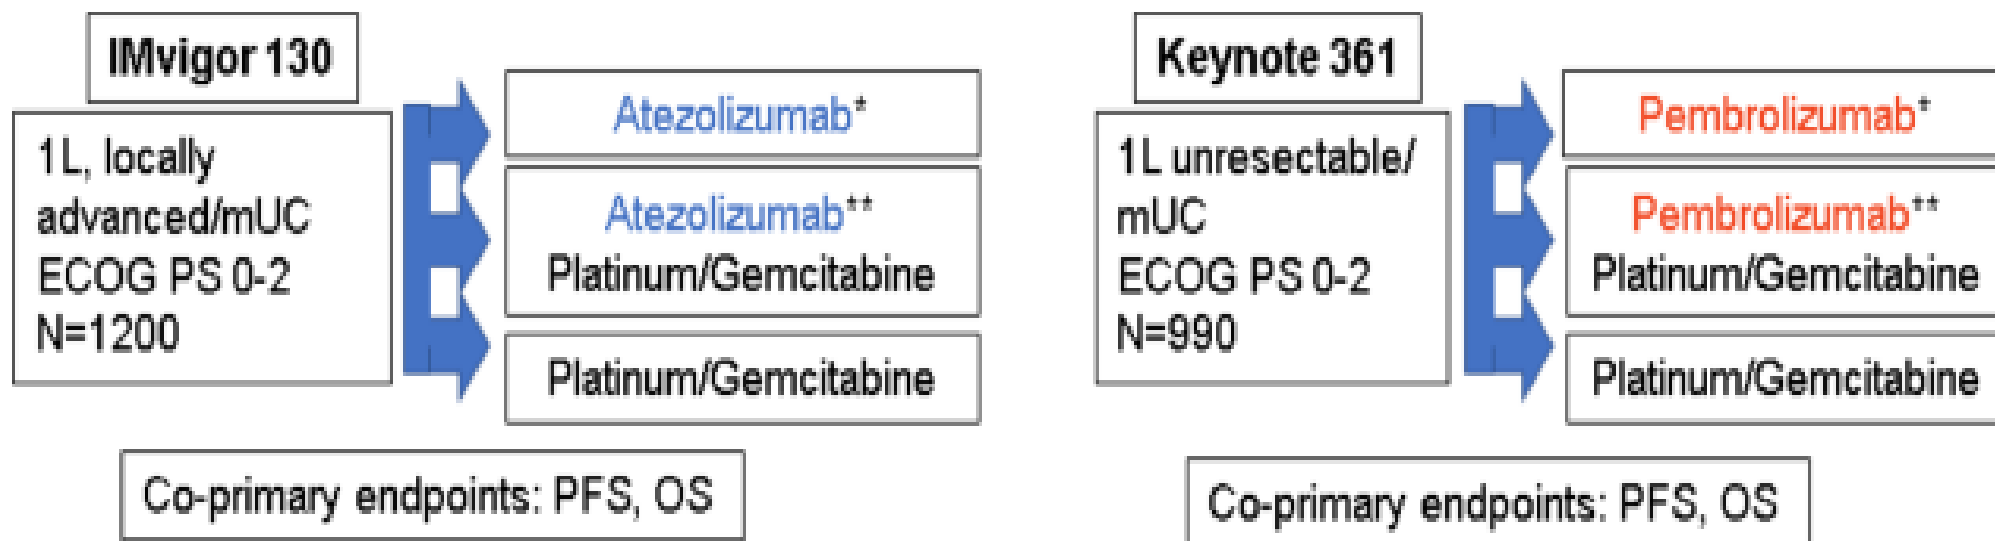 IMvigor 130
1L, locally
advanced/mUC
ECOG PS 0-2
N=1200
Atezolizumab*
Atezolizumab**
Platinum/Gemcitabine
Platinum/Gemcitabine
Co-primary endpoints: PFS, OS
Keynote 361
1L unresectable/
mUC
ECOG PS 0-2
N=990
Pembrolizumab*
Pembrolizumab**
Platinum/Gemcitabine
Platinum/Gemcitabine
Co-primary endpoints: PFS, OS